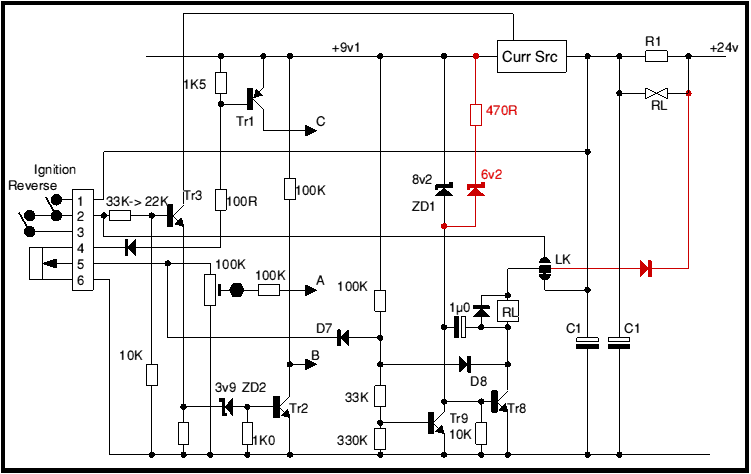 R1
+9v1
Curr Src
+24v
1K5
RL
470R
Tr1
C
Ignition
8v2
6v2
Reverse
100K
Tr3
1
33K-> 22K
100R
ZD1
2
3
4
LK
5
100K
100K
A
100K
6
1µ0
RL
D7
C1
C1
10K
B
D8
3v9 ZD2
33K
Tr2
Tr9
Tr8
1K0
330K
10K